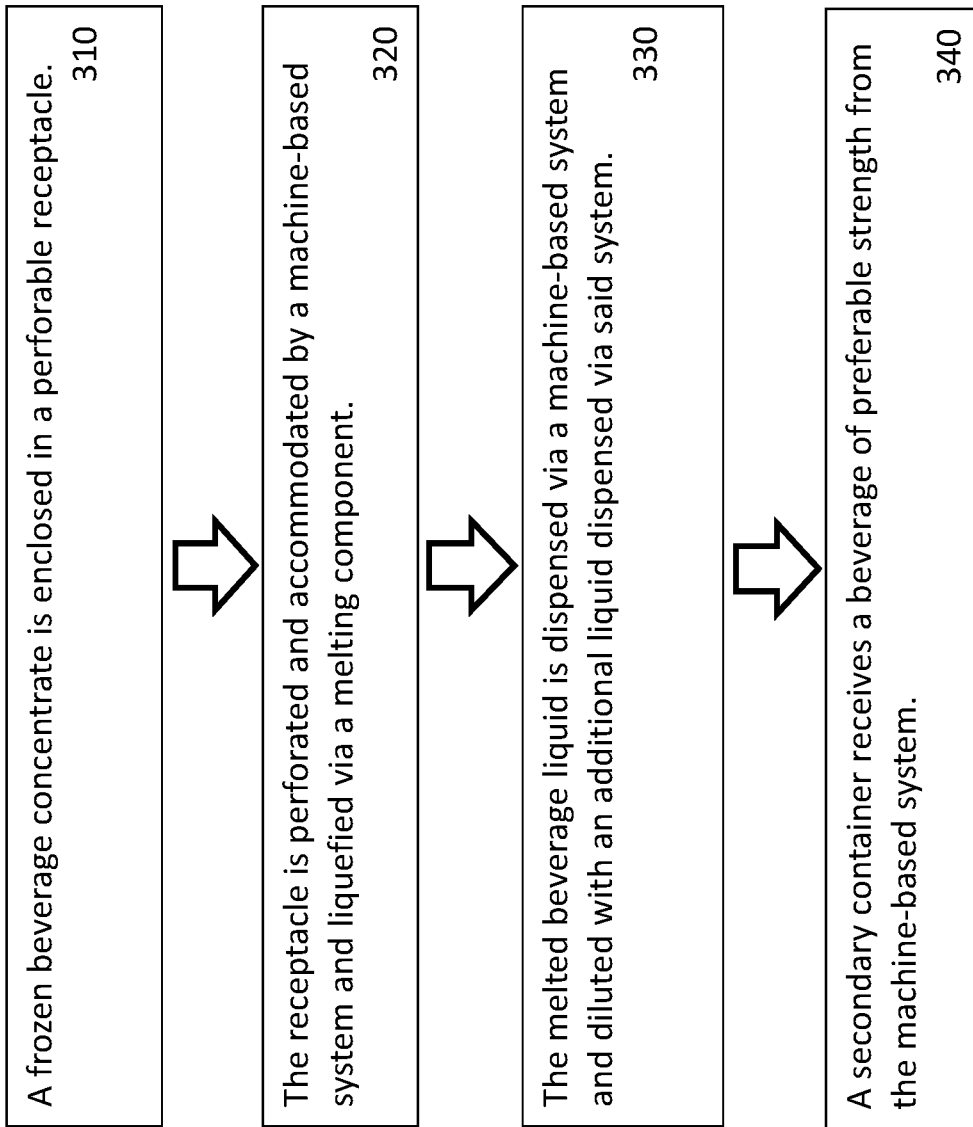 A frozen beverage concentrate is enclosed in a perforable receptacle.
310
The receptacle is perforated and accommodated by a machine-based
system and liquefied via a melting component.
320
The melted beverage liquid is dispensed via a machine-based system
and diluted with an additional liquid dispensed via said system.
330
A secondary container receives a beverage of preferable strength from
the machine-based system.
340